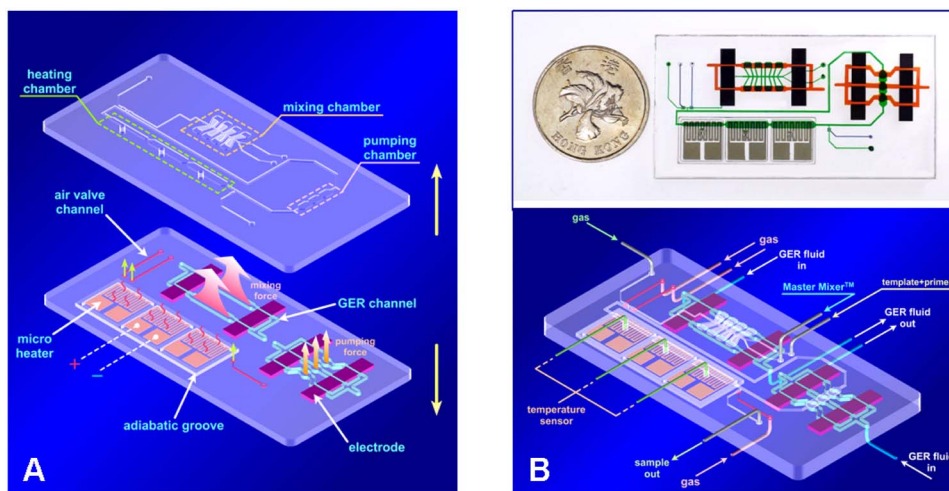 heating
chamber
mixing chamber
pumping
chamber
H
H
H
air valve
channel
mixing
force
GER channel
micro
heater
pumping
force
+
–
adiabatic groove
electrode
A
香
港
HONG KONG
gas
gas
GER fluid
in
Master Mixer™
template+prime
GER fluid
out
temperature
sensor
sample
out
gas
GER fluid
in
B